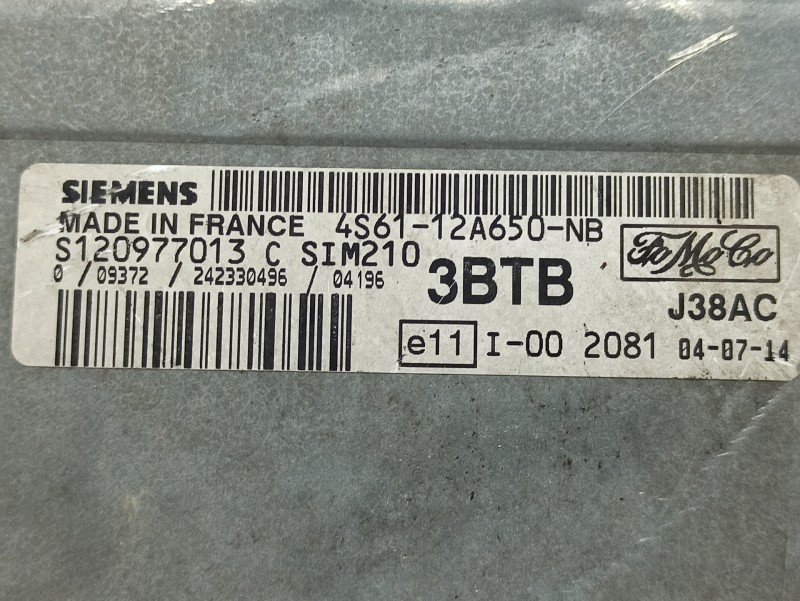 SIEMENS
MADE IN FRANCE 4S61-12A650-NB
S120977013 C SIM210
0 / 09372 / 242330496 / 04196
3BTB
FoMoCo
J38AC
e11 I-00 2081 04-07-14